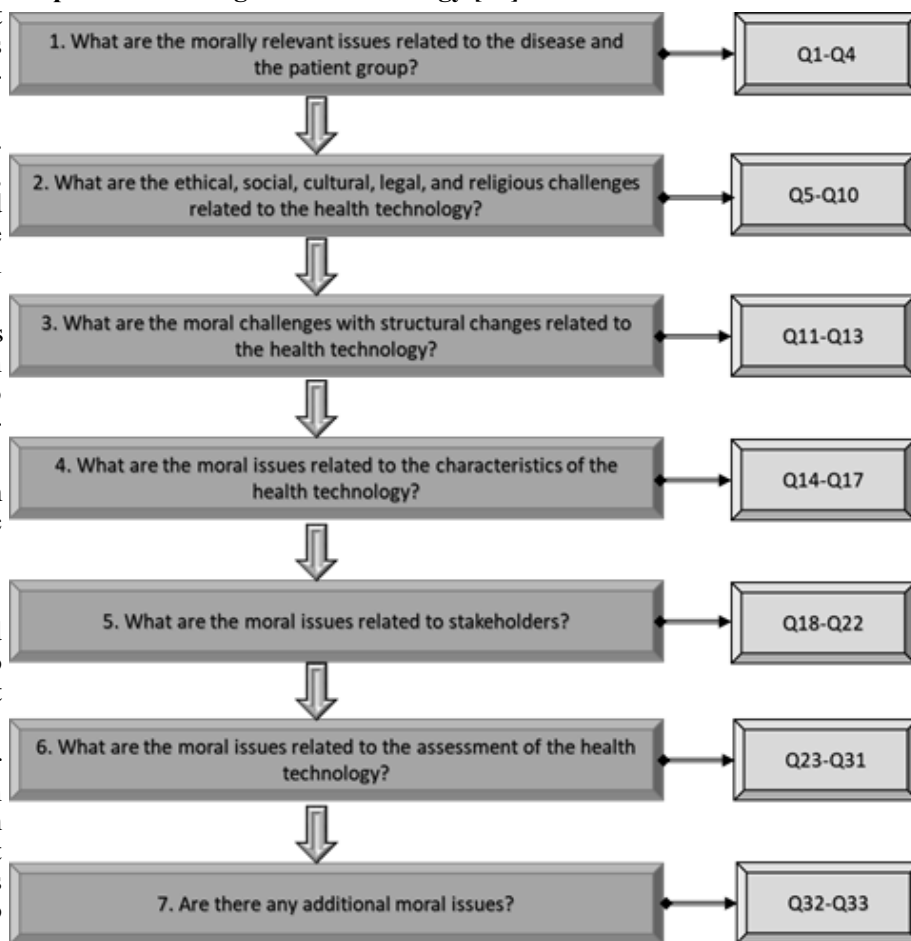 1. What are the morally relevant issues related to the disease and
the patient group?
Q1-Q4
2. What are the ethical, social, cultural, legal, and religious challenges
related to the health technology?
Q5-Q10
3. What are the moral challenges with structural changes related to
the health technology?
Q11-Q13
4. What are the moral issues related to the characteristics of the
health technology?
Q14-Q17
5. What are the moral issues related to stakeholders?
Q18-Q22
6. What are the moral issues related to the assessment of the health
technology?
Q23-Q31
7. Are there any additional moral issues?
Q32-Q33